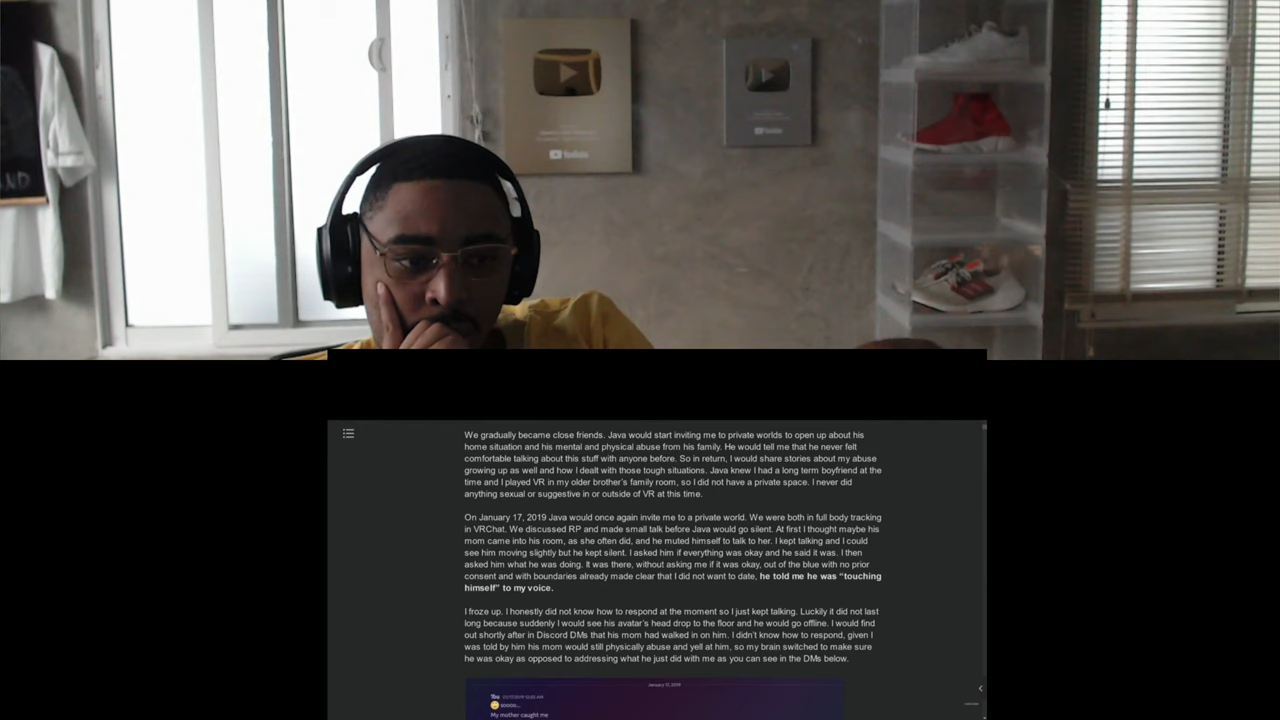 ND
YouTube
YouTube
We gradually became close friends. Java would start inviting me to private worlds to open up about his
home situation and his mental and physical abuse from his family. He would tell me that he never felt
comfortable talking about this stuff with anyone before. So in return, I would share stories about my abuse
growing up as well and how I dealt with those tough situations. Java knew I had a long term boyfriend at the
time and I played VR in my older brother's family room, so I did not have a private space. I never did
anything sexual or suggestive in or outside of VR at this time.
On January 17, 2019 Java would once again invite me to a private world. We were both in full body tracking
in VRChat. We discussed RP and made small talk before Java would go silent. At first I thought maybe his
mom came into his room, as she often did, and he muted himself to talk to her. I kept talking and I could
see him moving slightly but he kept silent. I asked him if everything was okay and he said it was. I then
asked him what he was doing. It was there, without asking me if it was okay, out of the blue with no prior
consent and with boundaries already made clear that I did not want to date, he told me he was “touching
himself” to my voice.
I froze up. I honestly did not know how to respond at the moment so I just kept talking. Luckily it did not last
long because suddenly I would see his avatar's head drop to the floor and he would go offline. I would find
out shortly after in Discord DMs that his mom had walked in on him. I didn't know how to respond, given I
was told by him his mom would still physically abuse and yell at him, so my brain switched to make sure
he was okay as opposed to addressing what he just did with me as you can see in the DMs below.
January 17, 2019
My mother caught me